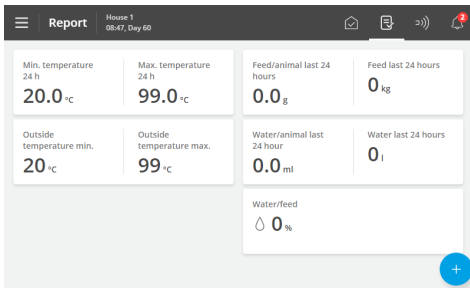 Report
House 1
08:47, Day 60
2
Min. temperature
24 h
20.0 °C
Max. temperature
24 h
99.0 °C
Feed/animal last 24
hours
0.0 g
Feed last 24 hours
0 kg
Outside
temperature min.
20 °C
Outside
temperature max.
99 °C
Water/animal last
24 hour
0.0 ml
Water last 24 hours
0 l
Water/feed
0 %